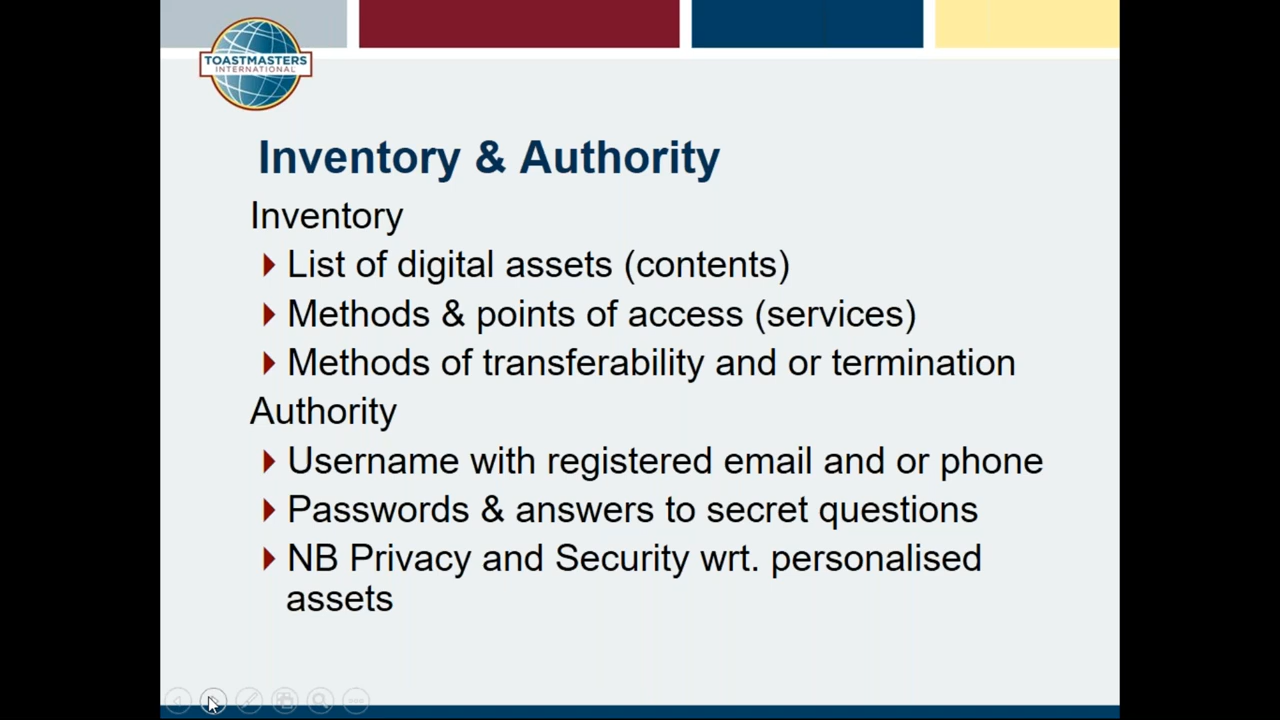 TOASTMASTERS
INTERNATIONAL
Inventory & Authority
Inventory
List of digital assets (contents)
Methods & points of access (services)
Methods of transferability and or termination
Authority
Username with registered email and or phone
Passwords & answers to secret questions
NB Privacy and Security wrt. personalised
assets